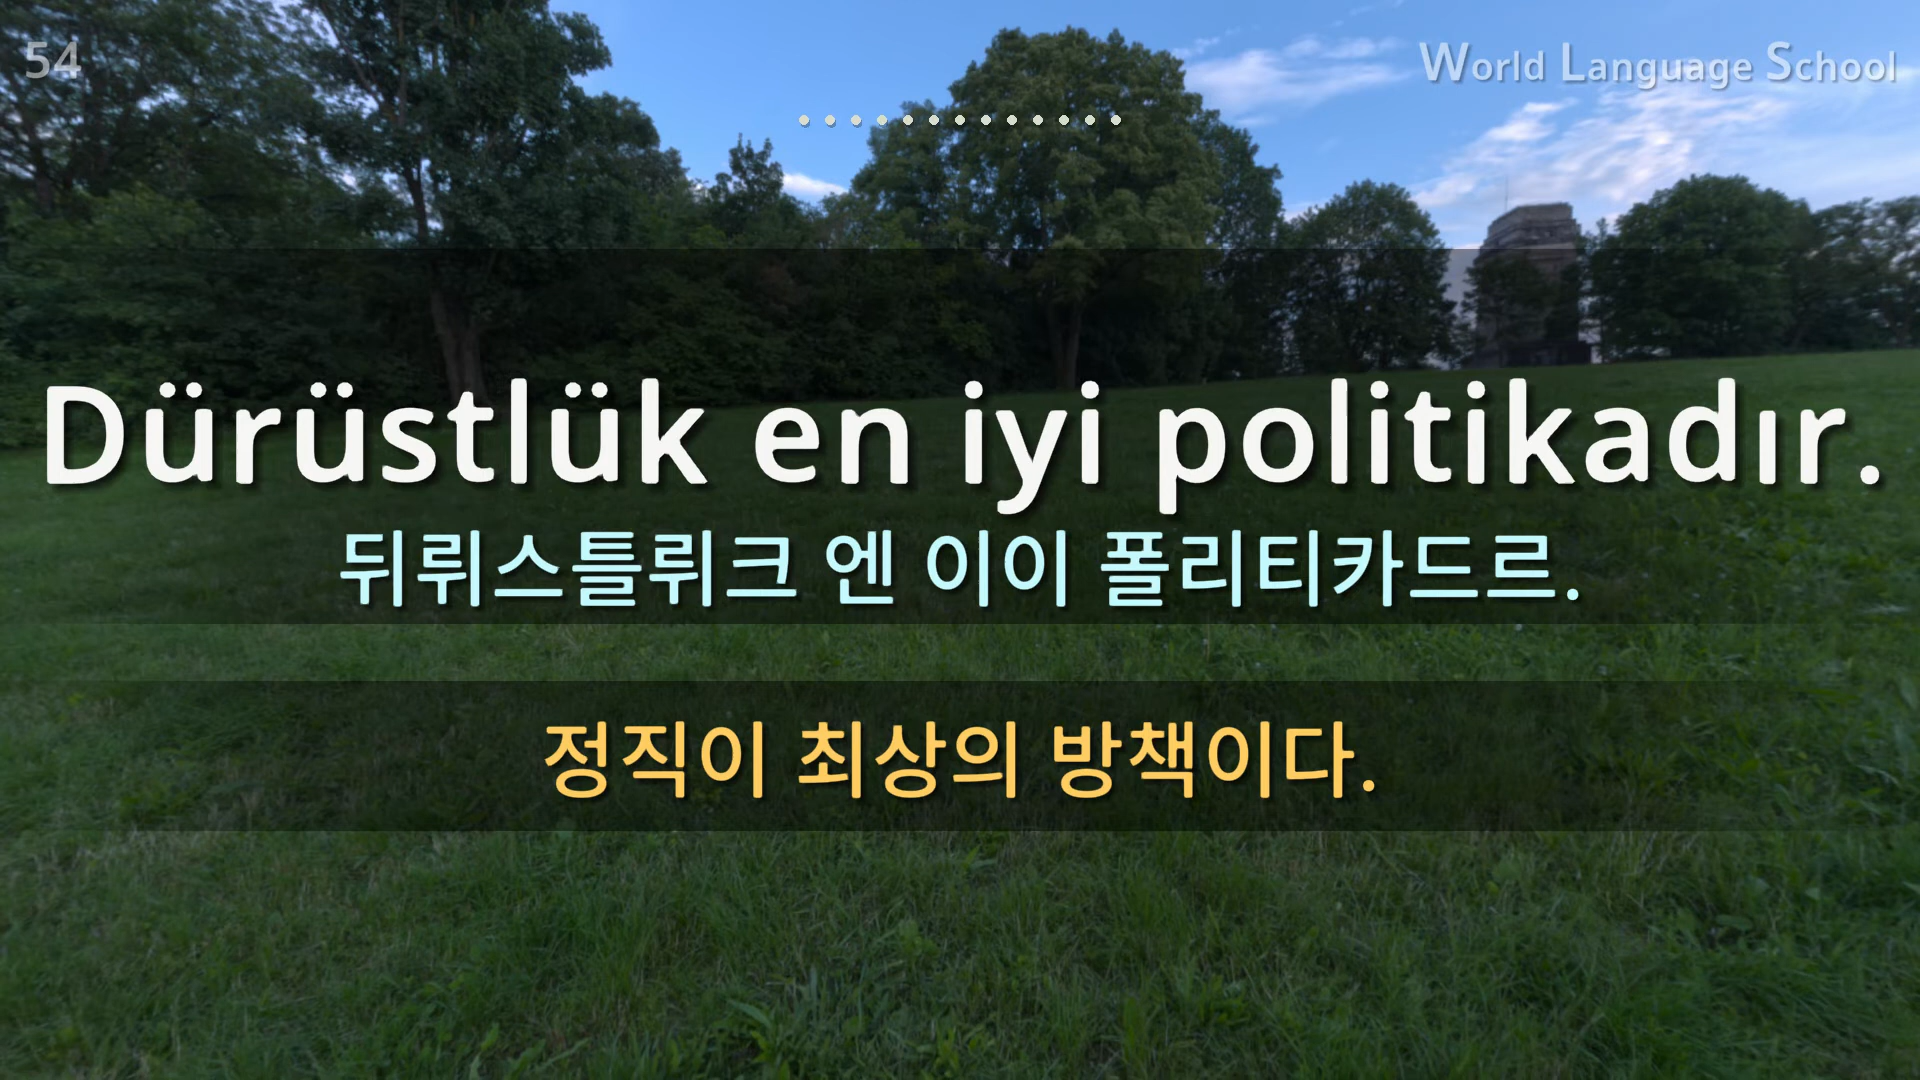 54
World Language School
Dürüstlük en iyi politikadır.
뒤뤼스틀뤼크 엔 이이 폴리티카드르.
정직이 최상의 방책이다.